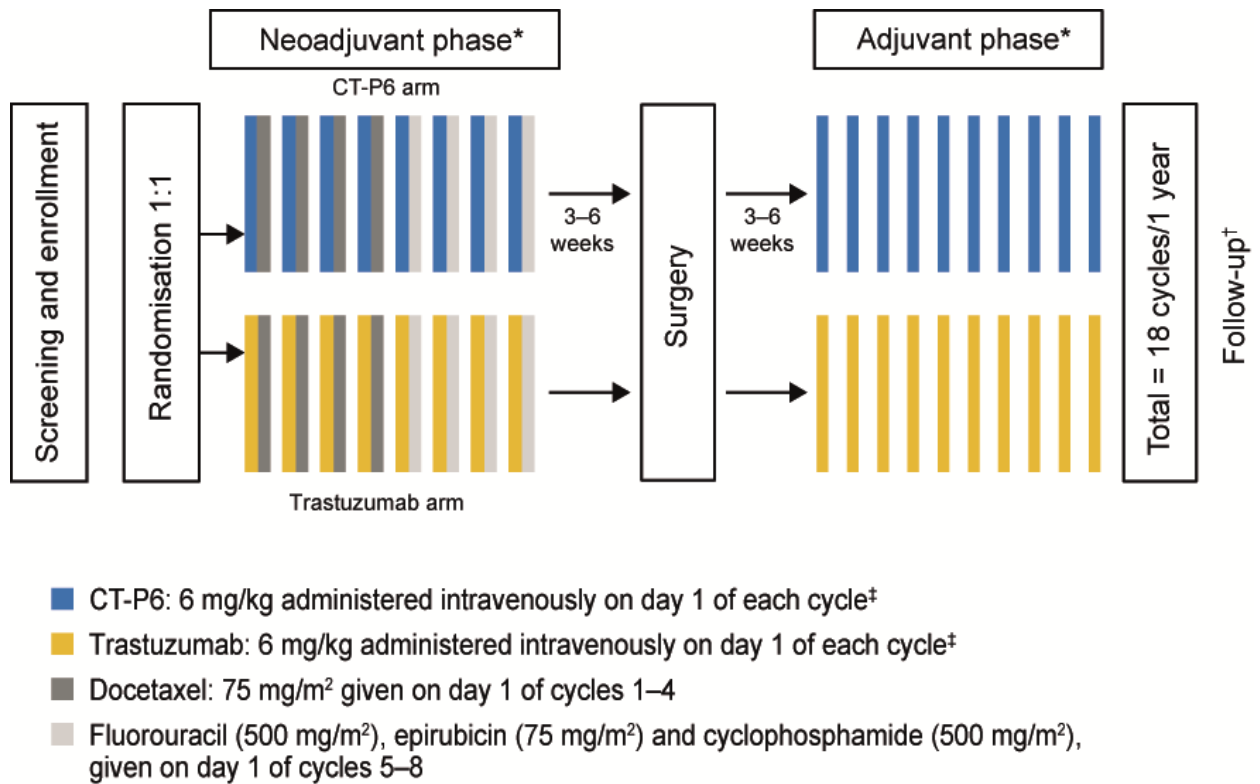 Neoadjuvant phase*
Adjuvant phase*
CT-P6 arm
Screening and enrollment
Randomisation 1:1
3–6
weeks
Surgery
3–6
weeks
Total = 18 cycles/1 year
Follow-up†
Trastuzumab arm
CT-P6: 6 mg/kg administered intravenously on day 1 of each cycle‡
Trastuzumab: 6 mg/kg administered intravenously on day 1 of each cycle‡
Docetaxel: 75 mg/m² given on day 1 of cycles 1–4
Fluorouracil (500 mg/m²), epirubicin (75 mg/m²) and cyclophosphamide (500 mg/m²),
given on day 1 of cycles 5–8